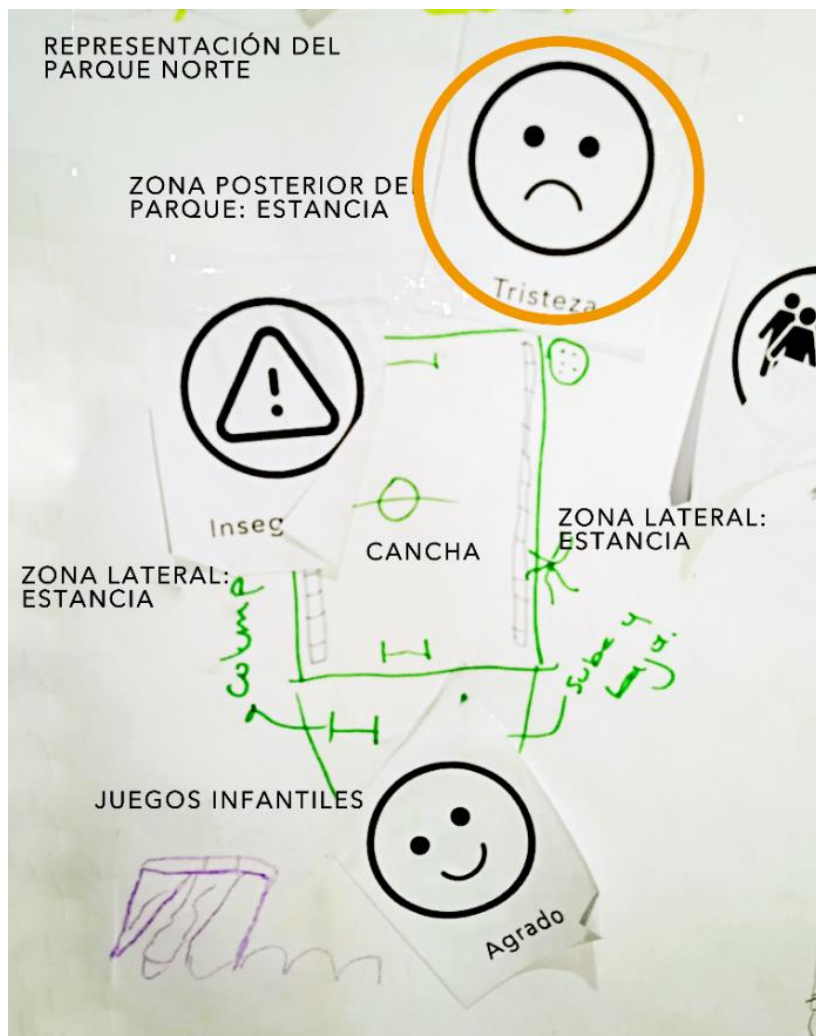 REPRESENTACIÓN DEL
PARQUE NORTE
ZONA POSTERIOR DE
PARQUE: ESTANCIA
Tristeza
Inseg
CANCHA
ZONA LATERAL:
ESTANCIA
ZONA LATERAL:
ESTANCIA
Colump
Sube y
baja.
JUEGOS INFANTILES
Agrado